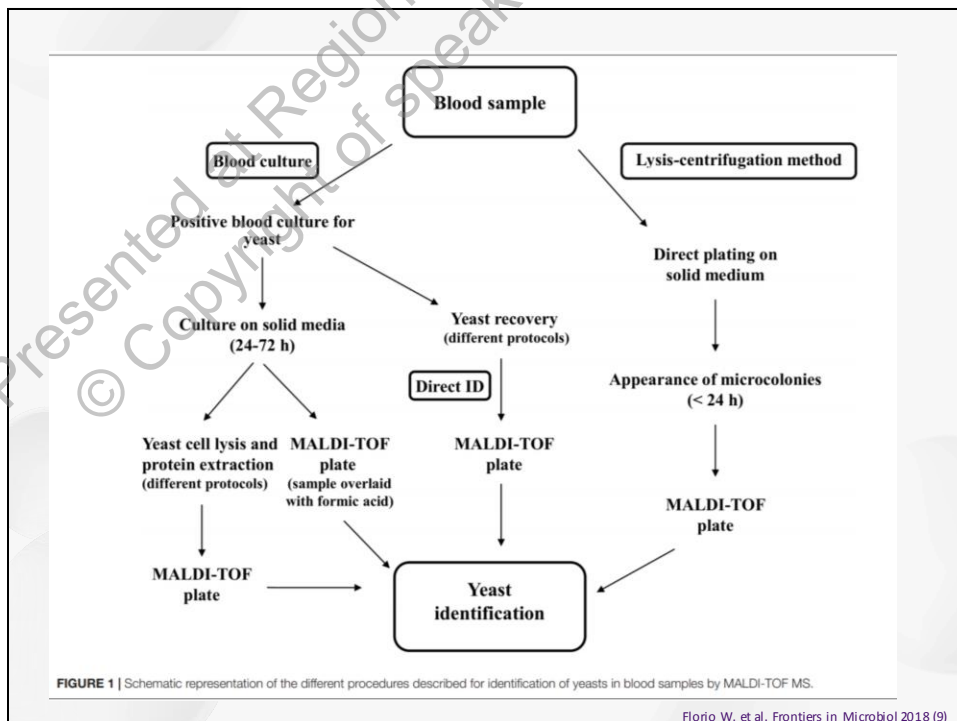 Presented at Region
© Copyright of speak
Blood sample
Blood culture
Lysis-centrifugation method
Positive blood culture for
yeast
Direct plating on
solid medium
Culture on solid media
(24-72 h)
Yeast recovery
(different protocols)
Direct ID
Appearance of microcolonies
(< 24 h)
Yeast cell lysis and
protein extraction
(different protocols)
MALDI-TOF
plate
(sample overlaid
with formic acid)
MALDI-TOF
plate
MALDI-TOF
plate
MALDI-TOF
plate
Yeast
identification
FIGURE 1 | Schematic representation of the different procedures described for identification of yeasts in blood samples by MALDI-TOF MS.
Florio W. et al. Frontiers in Microbiol 2018 (9)